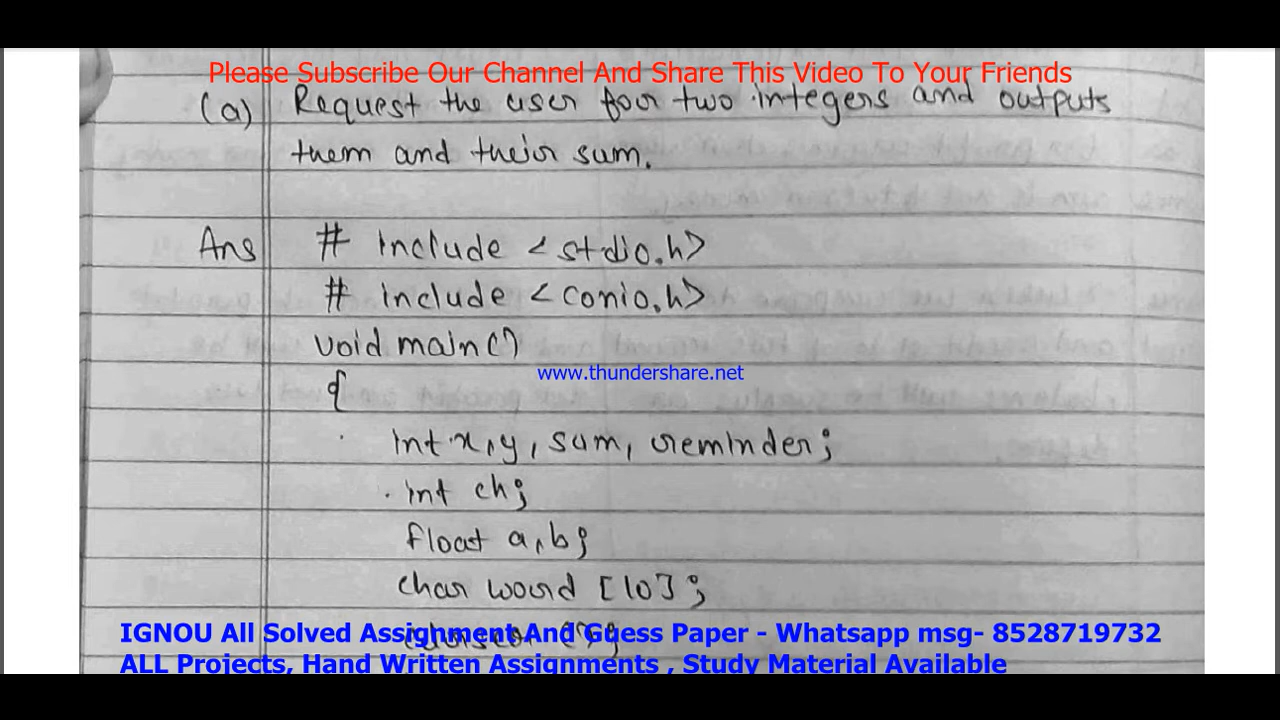 Please Subscribe Our Channel And Share This Video To Your Friends
(a) Request the user for two integers and outputs
them and their sum.
Ans # include <stdio.h>
# include <conio.h>
void main()
www.thundershare.net
{
int x, y, sum, reminder;
int ch;
float a, b;
char word [10];
IGNOU All Solved Assignment And Guess Paper - Whatsapp msg- 8528719732
ALL Projects, Hand Written Assignments , Study Material Available